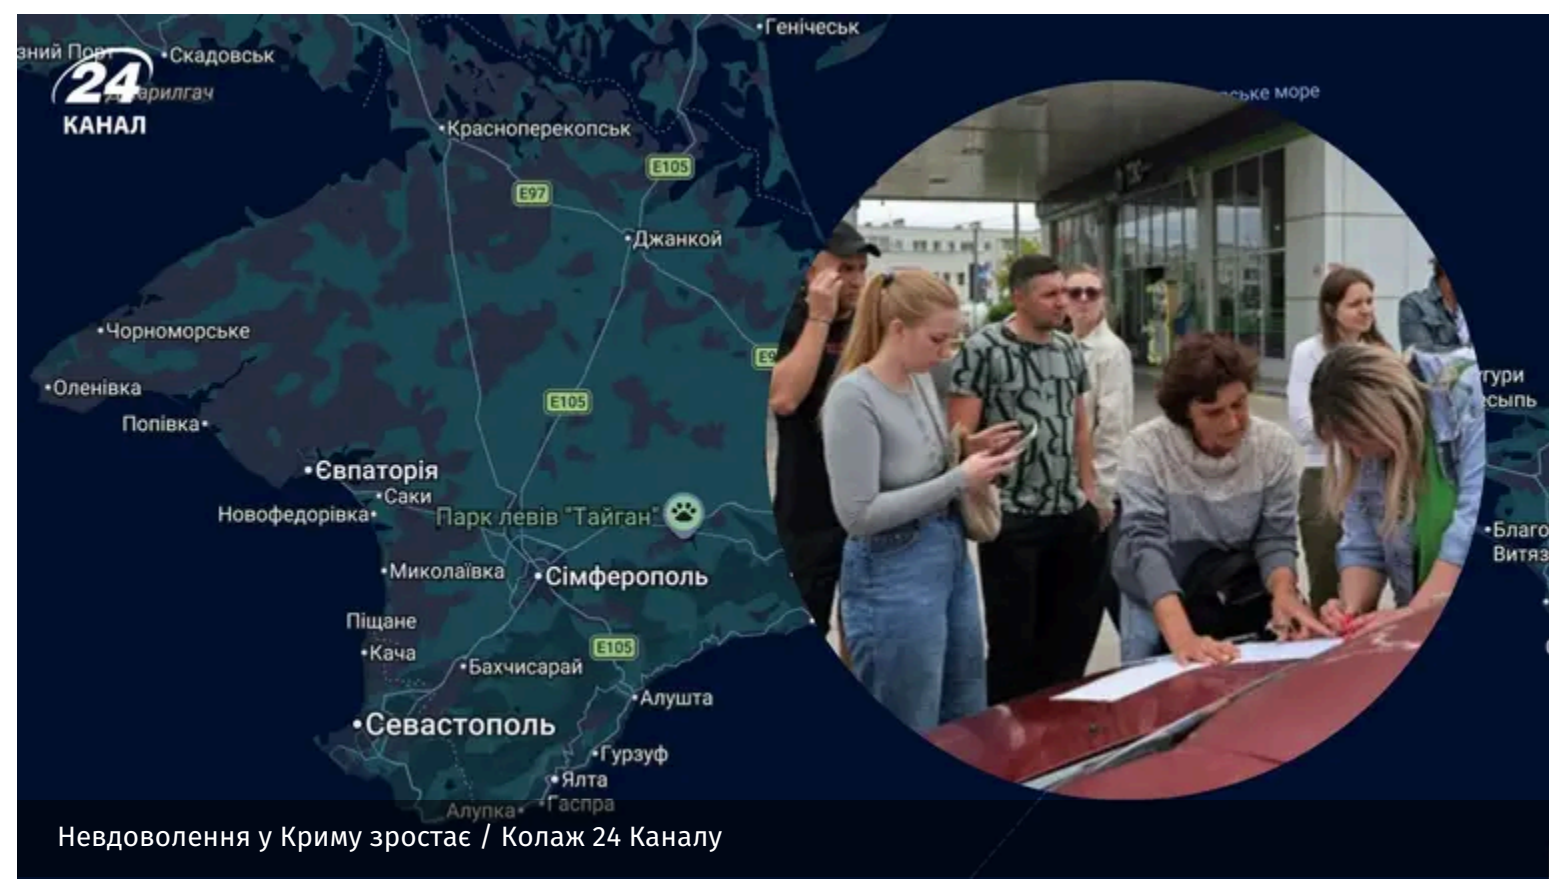 Генічеськ
Скадовськ
24
КАНАЛ
море
Красноперекопськ
E105
E97
Джанкой
Чорноморське
Оленівка
E105
Попівка
Євпаторія
Саки
Новофедорівка
Парк левів "Тайган"
Миколаївка
Сімферополь
Піщане
Кача
E105
Бахчисарай
Алушта
Севастополь
Гурзуф
Ялта
Гаспра
Алупка
Невдоволення у Криму зростає / Колаж 24 Каналу